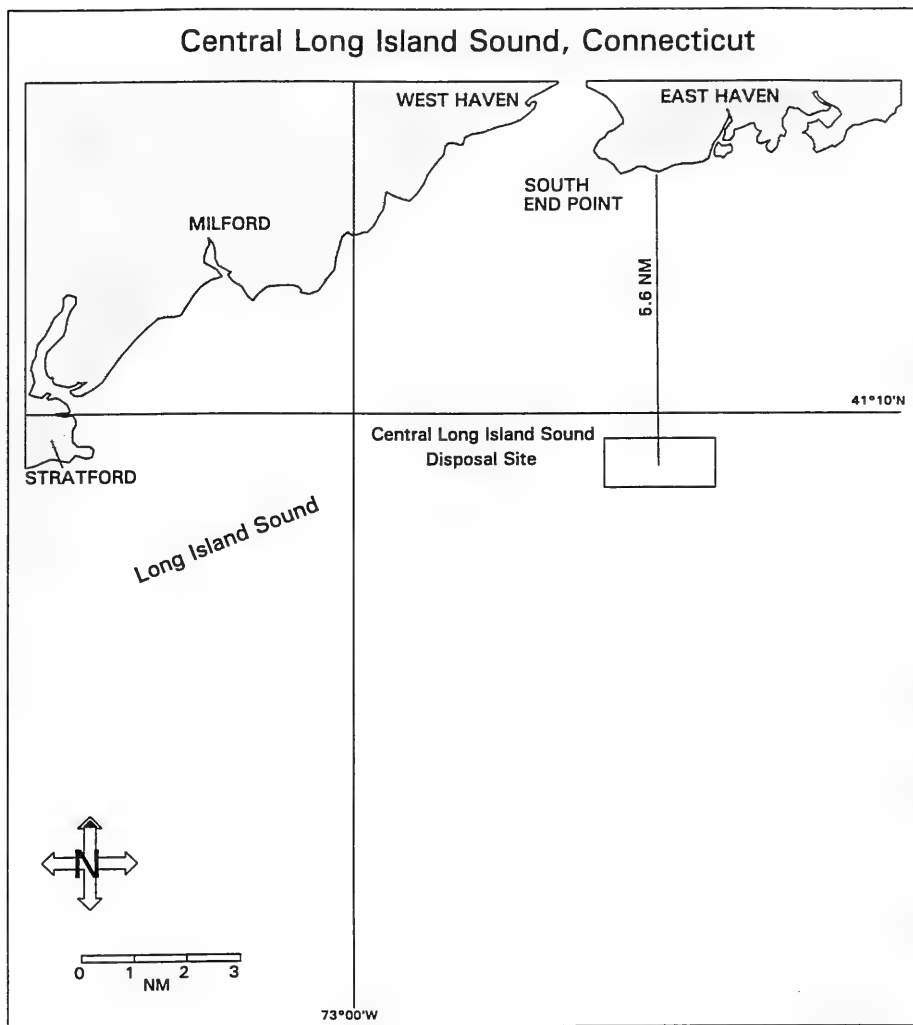 Central Long Island Sound, Connecticut
WEST HAVEN
EAST HAVEN
SOUTH
END POINT
MILFORD
5.6 NM
41°10'N
Central Long Island Sound
Disposal Site
STRATFORD
Long Island Sound
N
0 1 2 3
NM
73°00'W